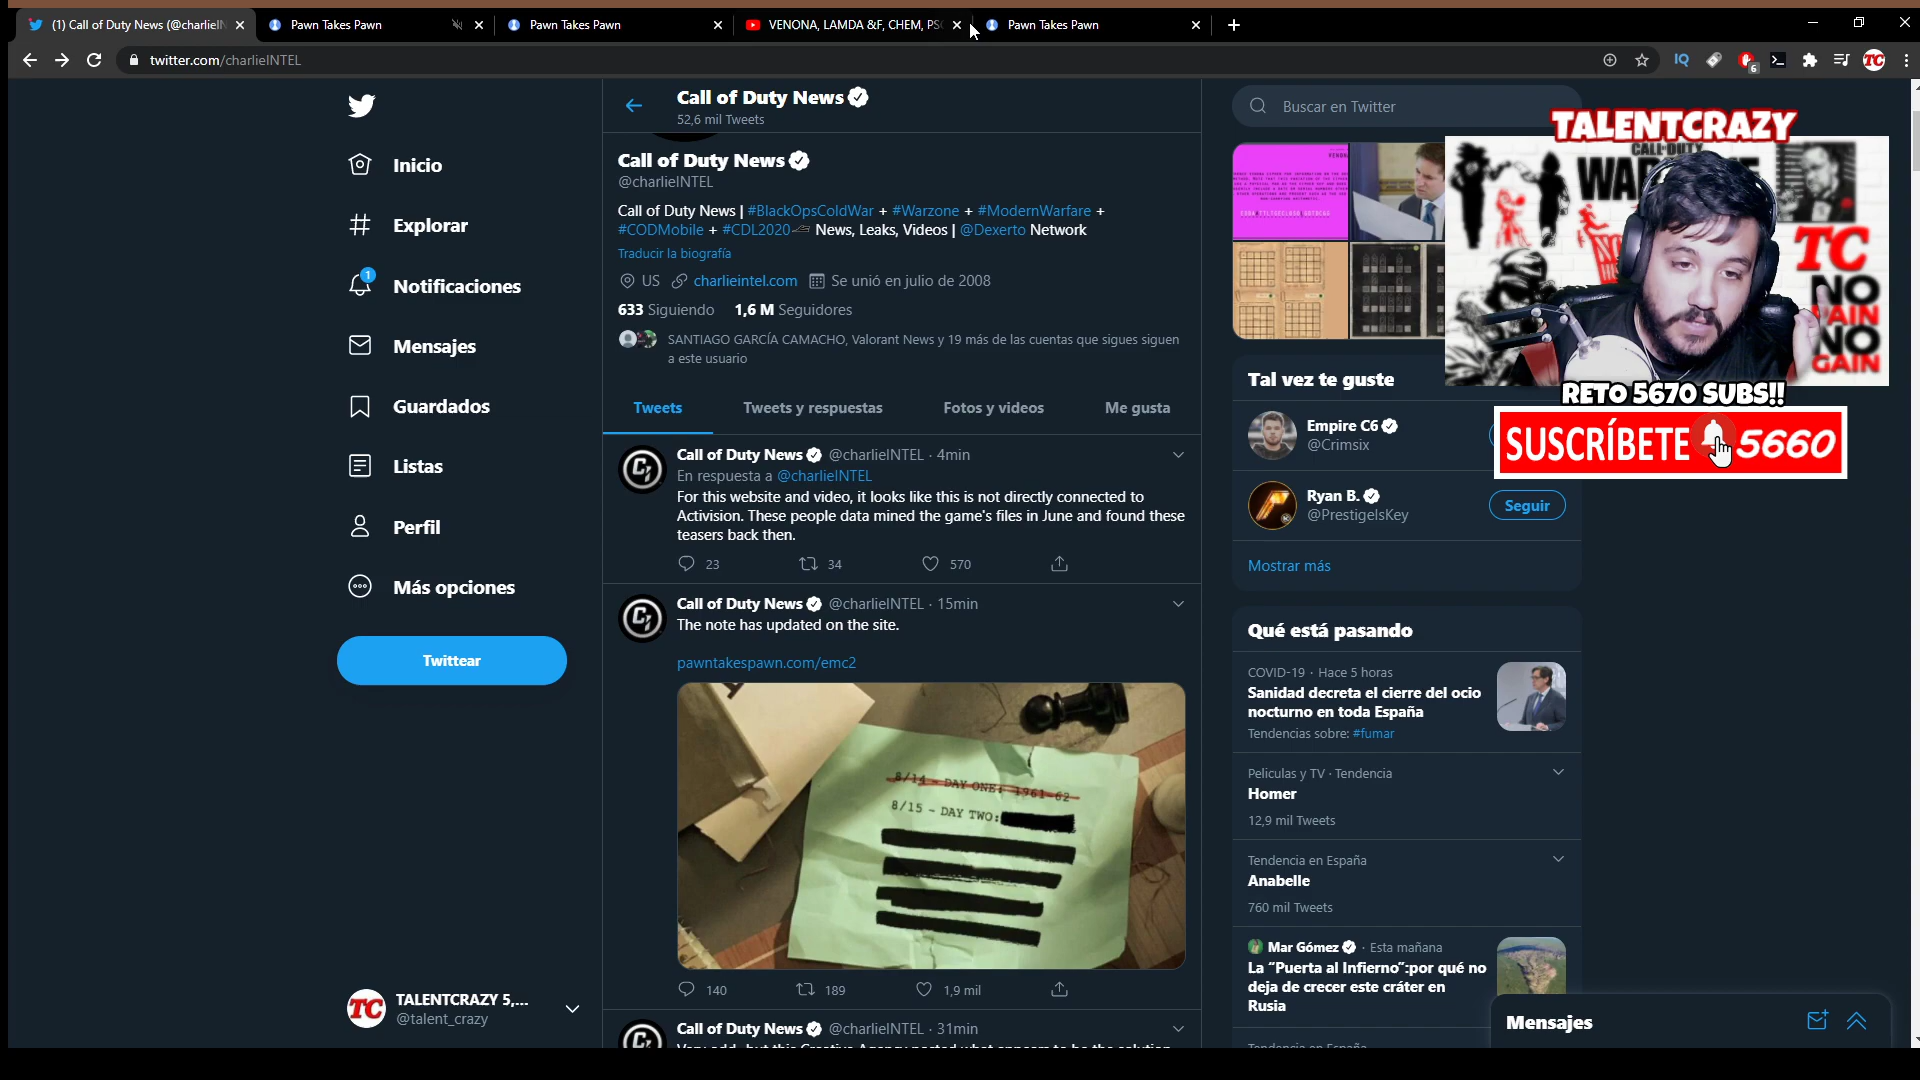 (1) Call of Duty News (@charlieIN
Pawn Takes Pawn
Pawn Takes Pawn
VENONA, LAMDA &F, CHEM, PS
Pawn Takes Pawn
twitter.com/charlieINTEL
IQ
6
TC
Inicio
Explorar
1
Notificaciones
Mensajes
Guardados
Listas
Perfil
Más opciones
Twittear
TC
TALENTCRAZY 5,...
@talent_crazy
Call of Duty News
52,6 mil Tweets
Call of Duty News
@charlieINTEL
Call of Duty News | #BlackOpsColdWar + #Warzone + #ModernWarfare +
#CODMobile + #CDL2020 News, Leaks, Videos | @Dexerto Network
Traducir la biografía
US charlieintel.com Se unió en julio de 2008
633 Siguiendo 1,6 M Seguidores
SANTIAGO GARCÍA CAMACHO, Valorant News y 19 más de las cuentas que sigues siguen
a este usuario
Tweets Tweets y respuestas Fotos y videos Me gusta
Call of Duty News @charlieINTEL · 4min
En respuesta a @charlieINTEL
For this website and video, it looks like this is not directly connected to
Activision. These people data mined the game's files in June and found these
teasers back then.
23 34 570
Call of Duty News @charlieINTEL · 15min
The note has updated on the site.
pawntakespawn.com/emc2
8/14 - DAY ONE: 1961-62
8/15 - DAY TWO:
140 189 1,9 mil
Call of Duty News @charlieINTEL · 31min
Buscar en Twitter
TALENTCRAZY
CALL OF DUTY
TC
NO
PAIN
NO
GAIN
RETO 5670 SUBS!!
SUSCRÍBETE 5660
Tal vez te guste
Empire C6
@Crimsix
Ryan B.
@PrestigeIsKey
Seguir
Mostrar más
Qué está pasando
COVID-19 · Hace 5 horas
Sanidad decreta el cierre del ocio
nocturno en toda España
Tendencias sobre: #fumar
Películas y TV · Tendencia
Homer
12,9 mil Tweets
Tendencia en España
Anabelle
760 mil Tweets
Mar Gómez · Esta mañana
La "Puerta al Infierno":por qué no
deja de crecer este cráter en
Rusia
Mensajes